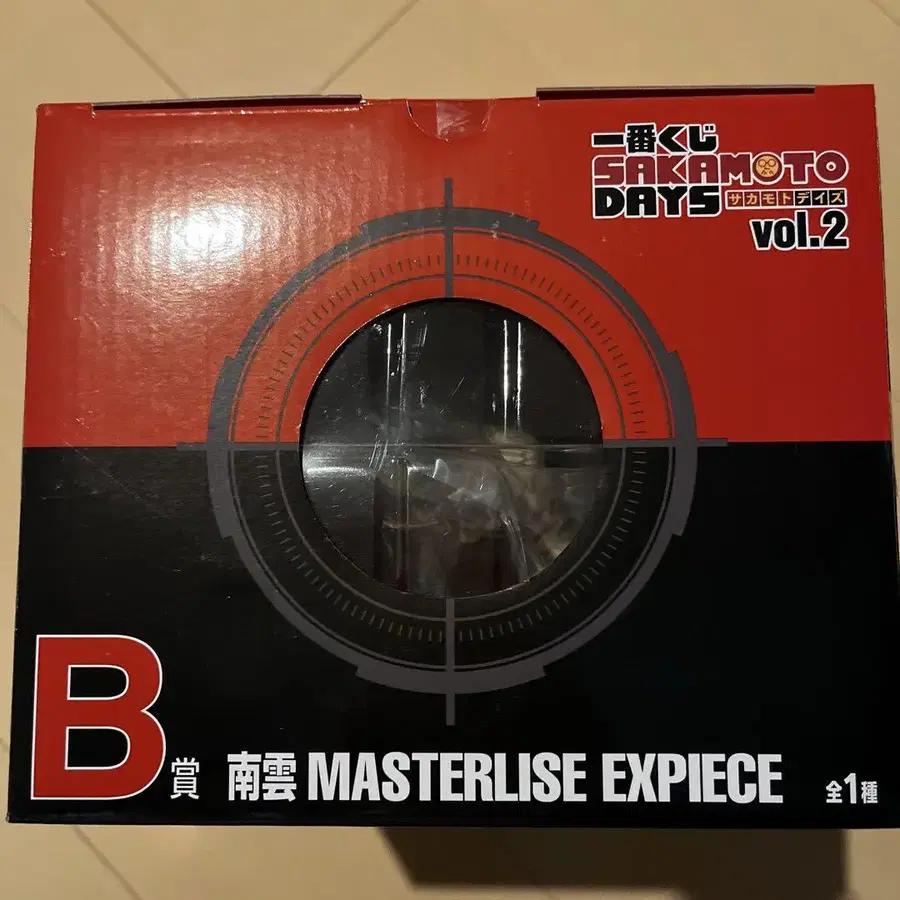 一番くじ
SAKAMOTO
DAYS サカモトデイズ
vol.2
B賞 南雲 MASTERLISE EXPIECE 全1種